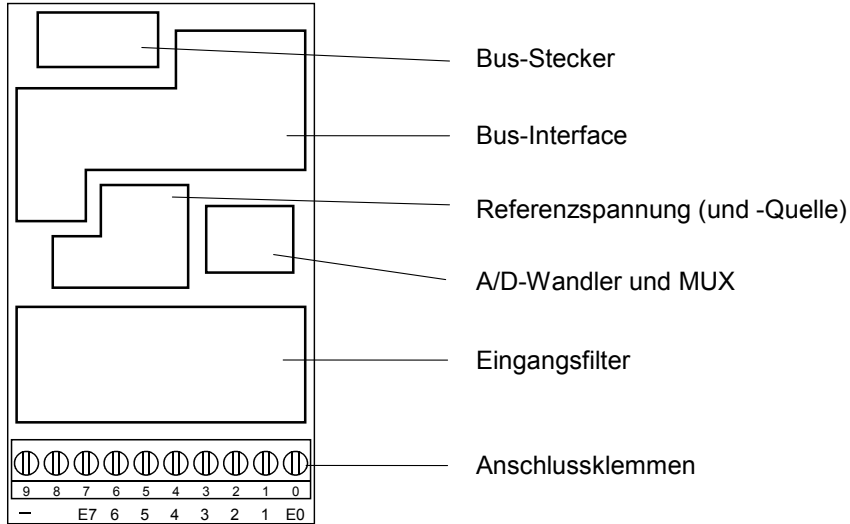 Bus-Stecker
Bus-Interface
Referenzspannung (und -Quelle)
A/D-Wandler und MUX
Eingangsfilter
Anschlussklemmen
9 8 7 6 5 4 3 2 1 0
– E7 6 5 4 3 2 1 E0